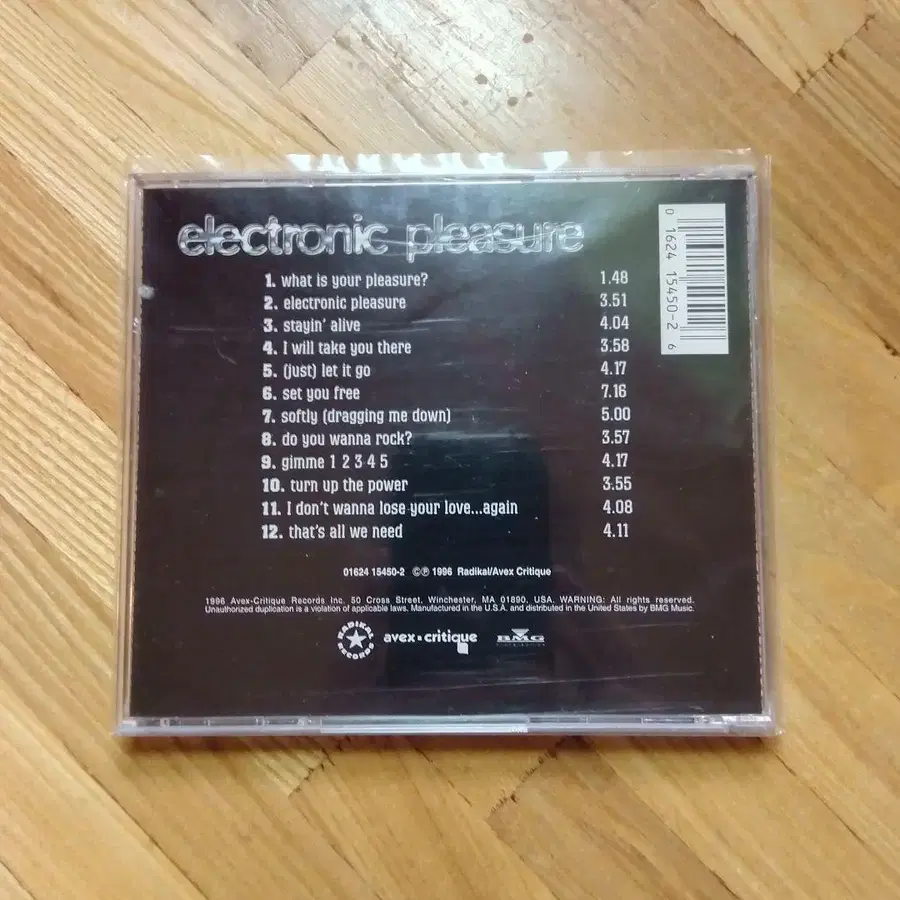 electronic pleasure
0 1624 15450-2 6
1. what is your pleasure? 1.48
2. electronic pleasure 3.51
3. stayin' alive 4.04
4. I will take you there 3.58
5. (just) let it go 4.17
6. set you free 7.16
7. softly (dragging me down) 5.00
8. do you wanna rock? 3.57
9. gimme 1 2 3 4 5 4.17
10. turn up the power 3.55
11. I don't wanna lose your love...again 4.08
12. that's all we need 4.11
01624 15450-2 ©℗ 1996 Radikal/Avex Critique
1996 Avex-Critique Records Inc. 50 Cross Street, Winchester, MA 01890, USA. WARNING: All rights reserved.
Unauthorized duplication is a violation of applicable laws. Manufactured in the U.S.A. and distributed in the United States by BMG Music.
RADIKAL RECORDS avex-critique BMG